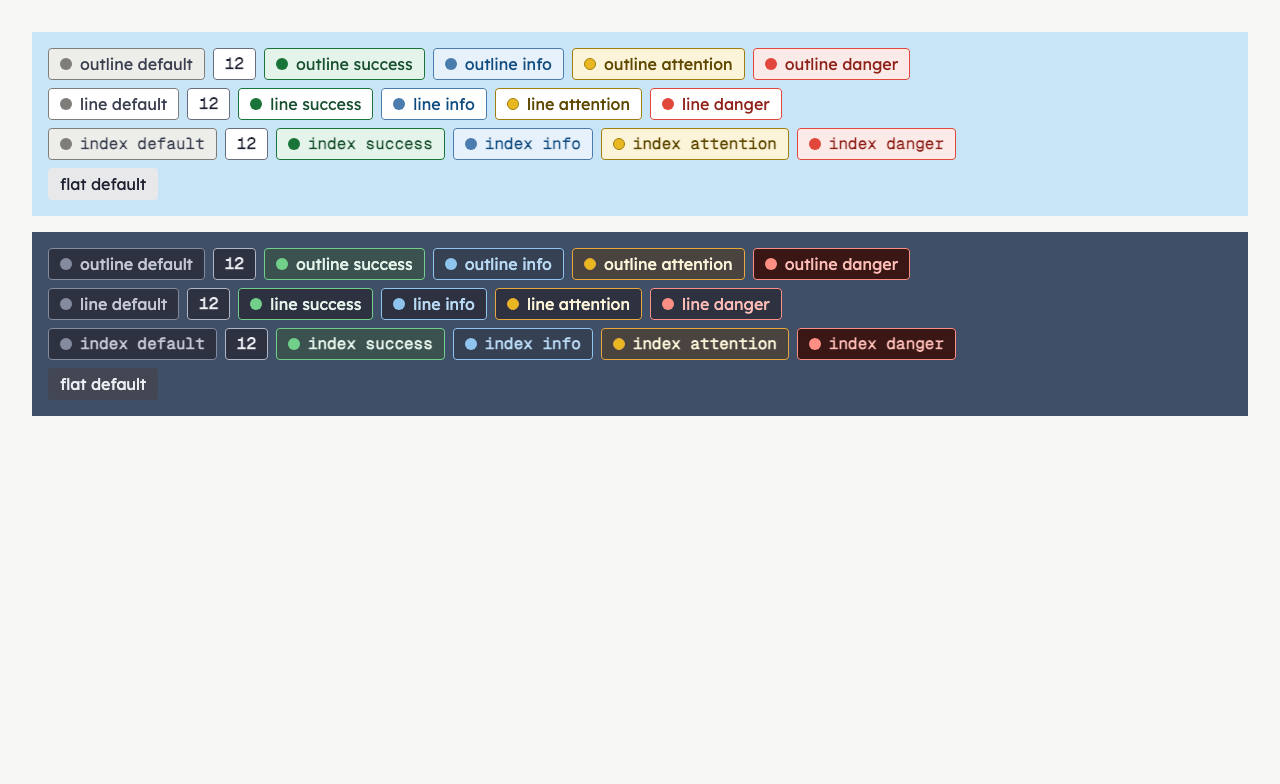 outline default 12 outline success outline info outline attention outline danger
line default 12 line success line info line attention line danger
index default 12 index success index info index attention index danger
flat default
outline default 12 outline success outline info outline attention outline danger
line default 12 line success line info line attention line danger
index default 12 index success index info index attention index danger
flat default